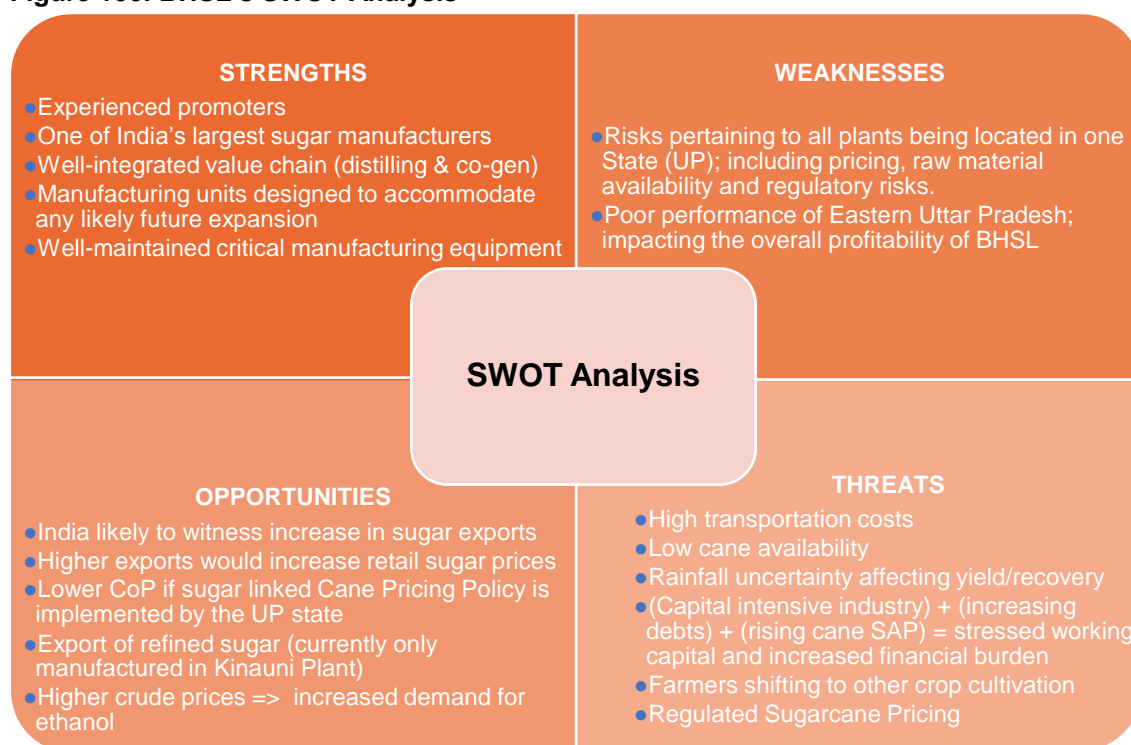 STRENGTHS
●Experienced promoters
●One of India's largest sugar manufacturers
●Well-integrated value chain (distilling & co-gen)
●Manufacturing units designed to accommodate
any likely future expansion
●Well-maintained critical manufacturing equipment
WEAKNESSES
●Risks pertaining to all plants being located in one
State (UP); including pricing, raw material
availability and regulatory risks.
●Poor performance of Eastern Uttar Pradesh;
impacting the overall profitability of BHSL
SWOT Analysis
OPPORTUNITIES
●India likely to witness increase in sugar exports
●Higher exports would increase retail sugar prices
●Lower CoP if sugar linked Cane Pricing Policy is
implemented by the UP state
●Export of refined sugar (currently only
manufactured in Kinauni Plant)
●Higher crude prices => increased demand for
ethanol
THREATS
●High transportation costs
●Low cane availability
●Rainfall uncertainty affecting yield/recovery
●(Capital intensive industry) + (increasing
debts) + (rising cane SAP) = stressed working
capital and increased financial burden
●Farmers shifting to other crop cultivation
●Regulated Sugarcane Pricing